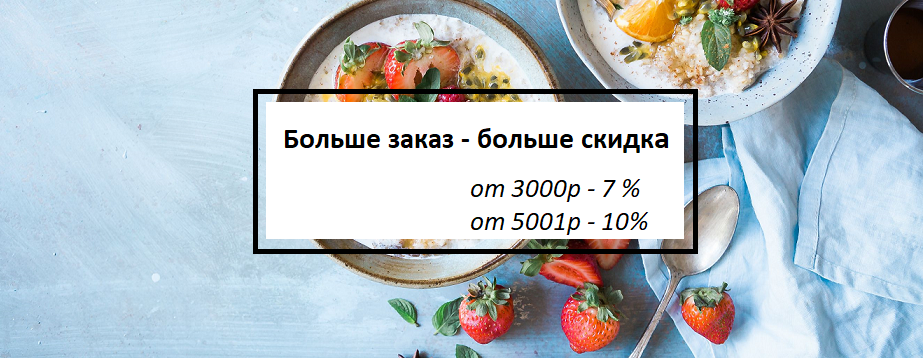 Больше заказ - больше скидка
от 3000р - 7 %
от 5001р - 10%